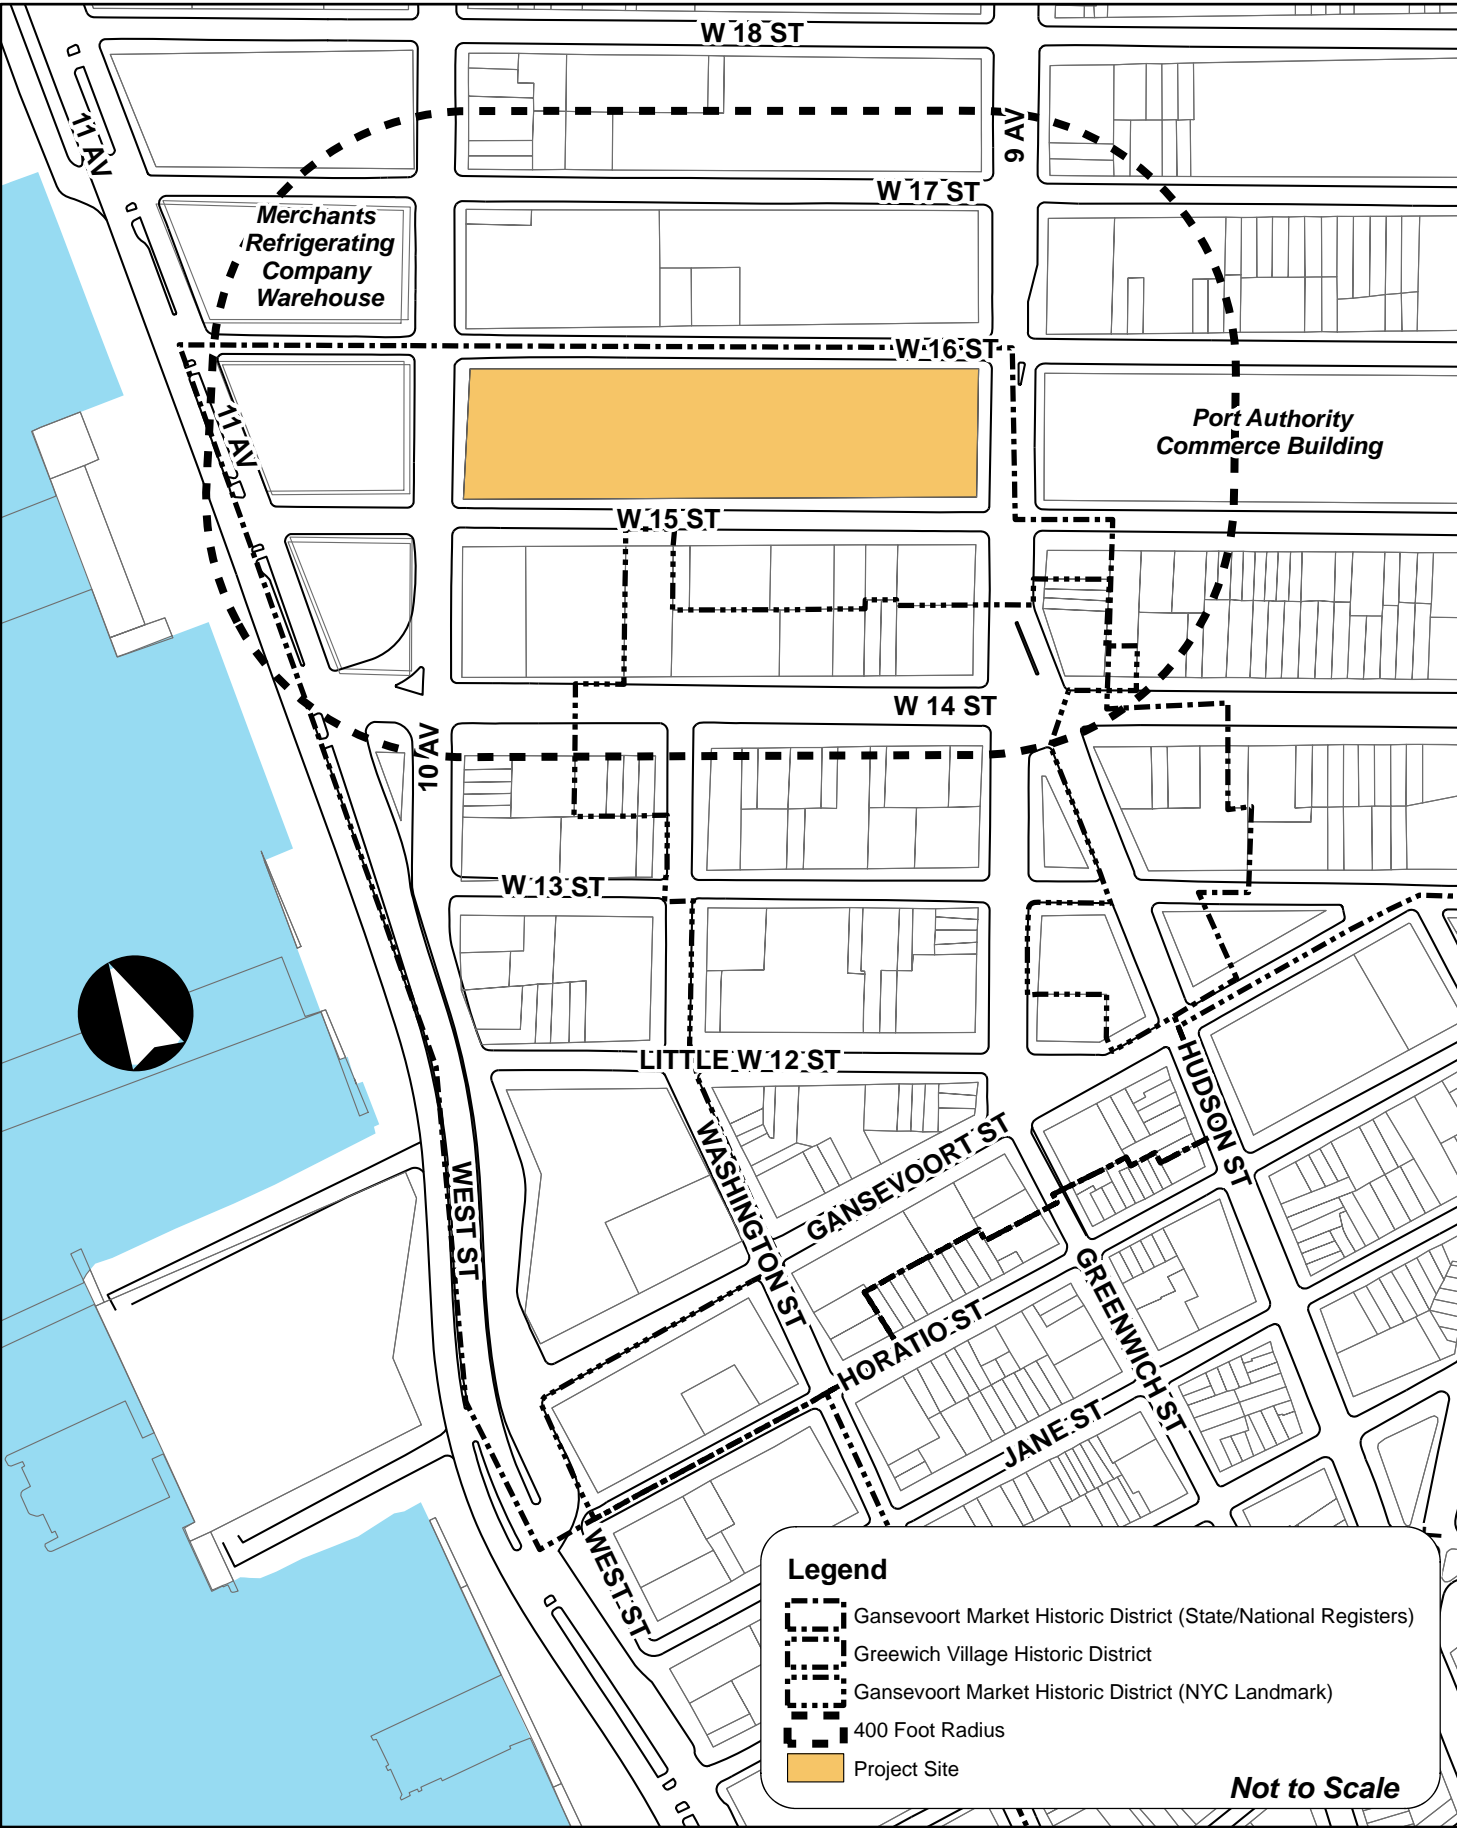 W 18 ST
11 AV
9 AV
W 17 ST
Merchants
Refrigerating
Company
Warehouse
W 16 ST
11 AV
Port Authority
Commerce Building
W 15 ST
W 14 ST
10 AV
W 13 ST
LITTLE W 12 ST
HUDSON ST
WASHINGTON ST
GANSEVOORT ST
WEST ST
GREENWICH ST
HORATIO ST
JANE ST
WEST ST
Legend
Gansevoort Market Historic District (State/National Registers)
Greewich Village Historic District
Gansevoort Market Historic District (NYC Landmark)
400 Foot Radius
Project Site
Not to Scale